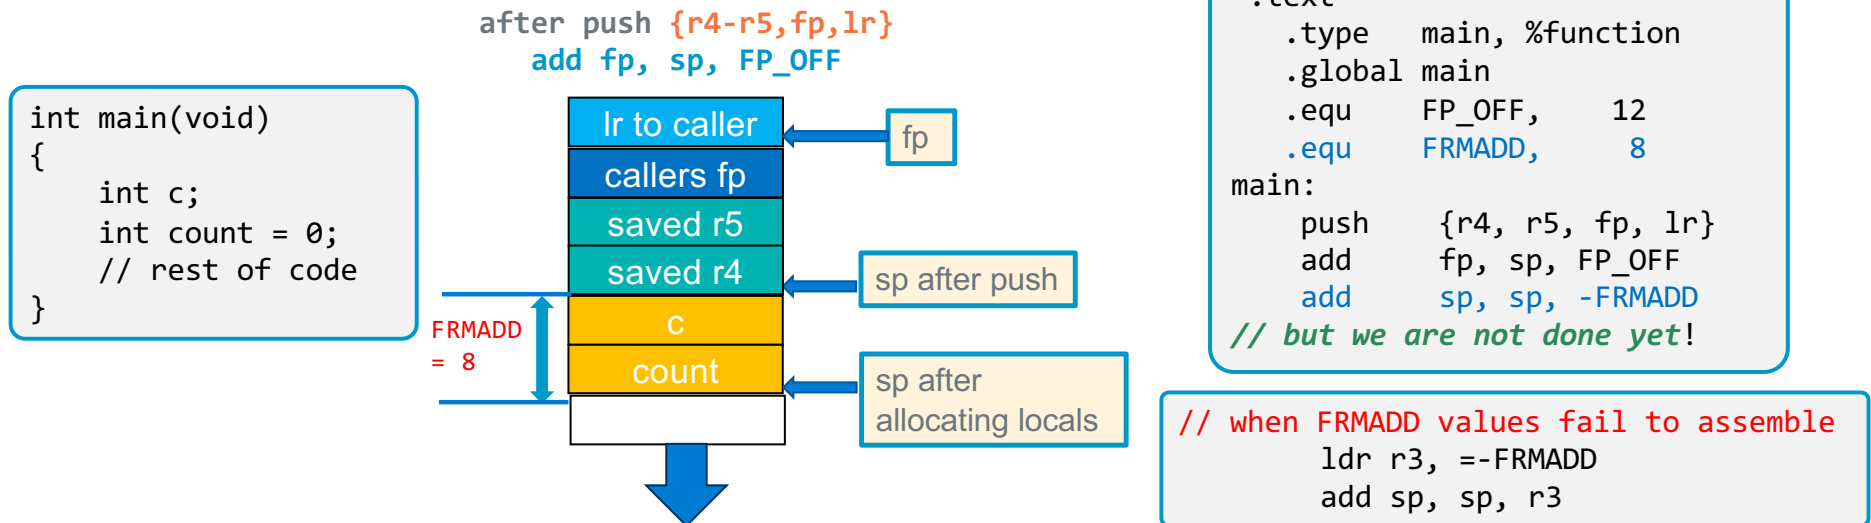 after push {r4-r5,fp,lr}
add fp, sp, FP_OFF
int main(void)
{
int c;
int count = 0;
// rest of code
}
lr to caller
callers fp
saved r5
saved r4
c
count
FRMADD
= 8
fp
sp after push
sp after
allocating locals
.text
.type main, %function
.global main
.equ FP_OFF, 12
.equ FRMADD, 8
main:
push {r4, r5, fp, lr}
add fp, sp, FP_OFF
add sp, sp, -FRMADD
// but we are not done yet!
// when FRMADD values fail to assemble
ldr r3, =-FRMADD
add sp, sp, r3